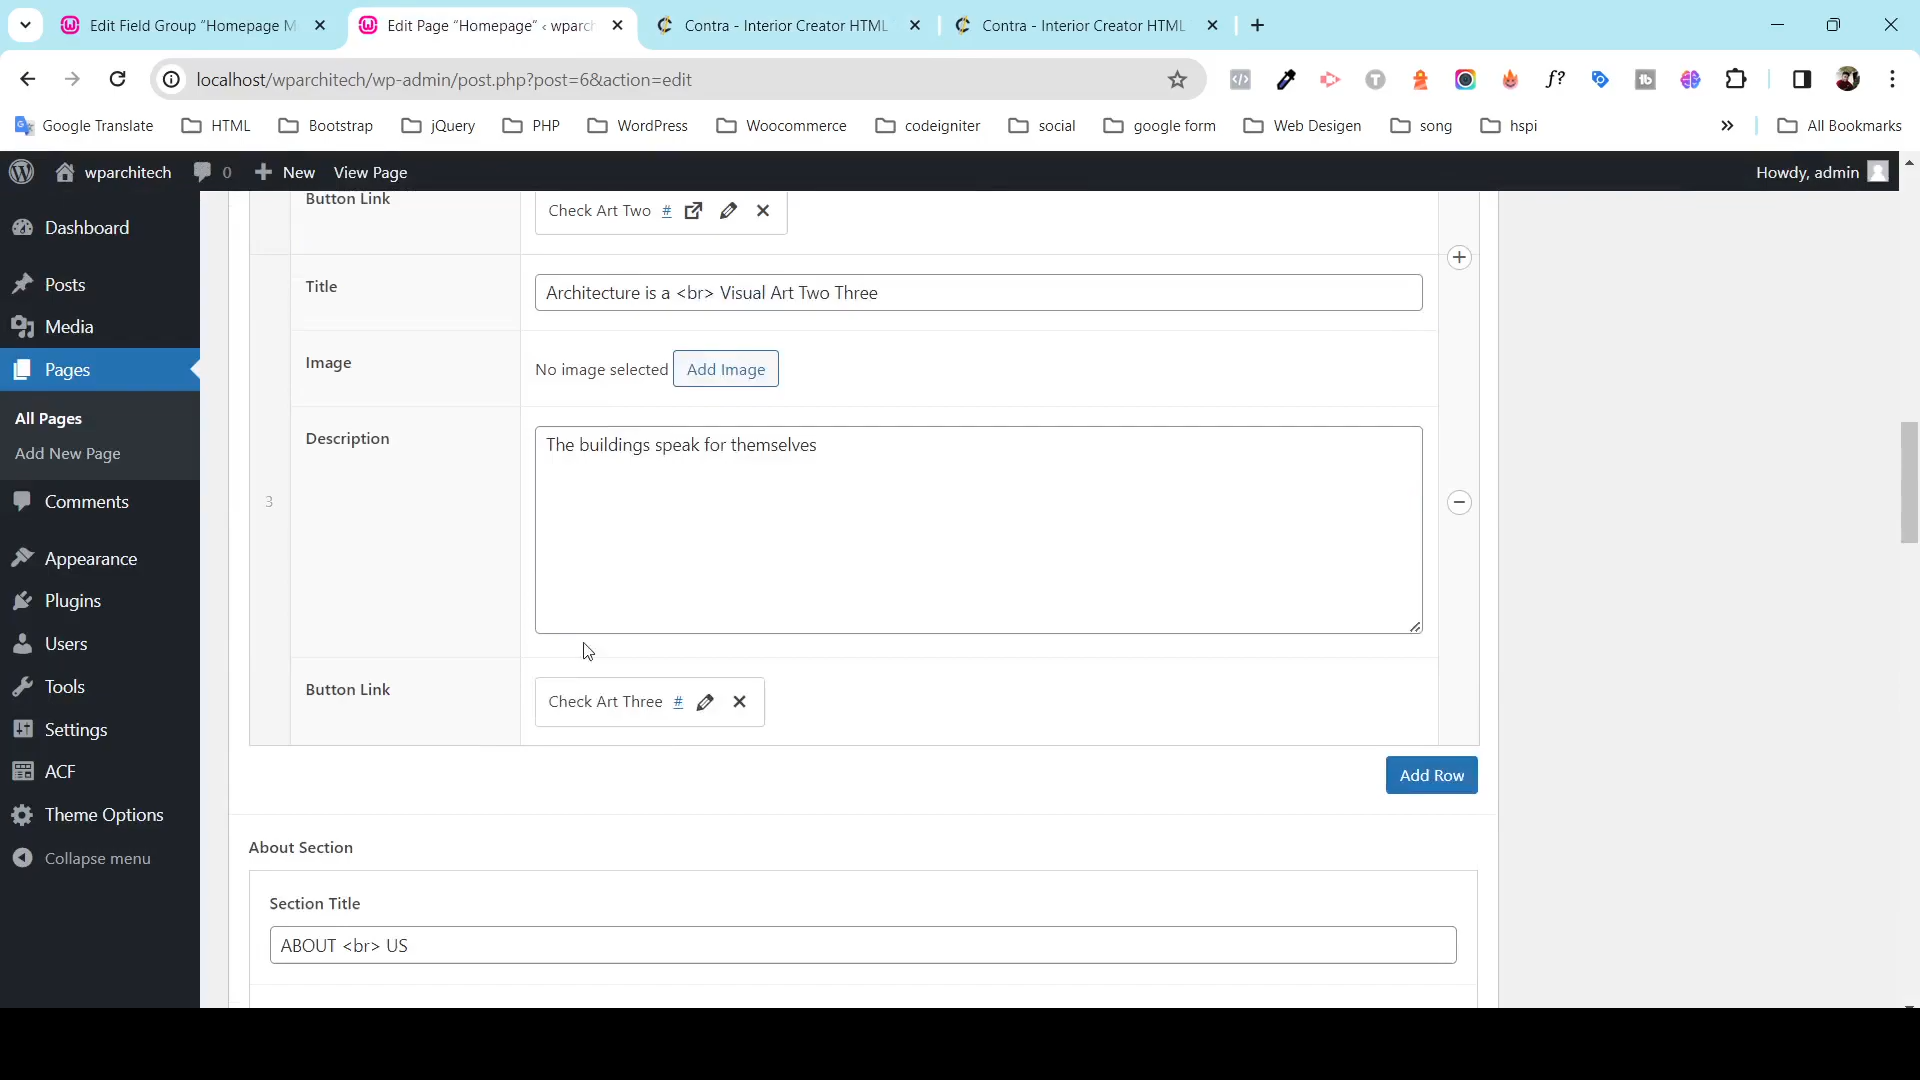 Edit Field Group "Homepage M
Edit Page "Homepage" ‹ wparch
Contra - Interior Creator HTML
Contra - Interior Creator HTML
localhost/wparchitech/wp-admin/post.php?post=6&action=edit
Google Translate
HTML
Bootstrap
jQuery
PHP
WordPress
Woocommerce
codeigniter
social
google form
Web Desigen
song
hspi
All Bookmarks
wparchitech
0
New
View Page
Howdy, admin
Dashboard
Posts
Media
Pages
All Pages
Add New Page
Comments
Appearance
Plugins
Users
Tools
Settings
ACF
Theme Options
Collapse menu
Button Link
Check Art Two #
Title
Architecture is a <br> Visual Art Two Three
Image
No image selected Add Image
Description
The buildings speak for themselves
3
Button Link
Check Art Three #
Add Row
About Section
Section Title
ABOUT <br> US